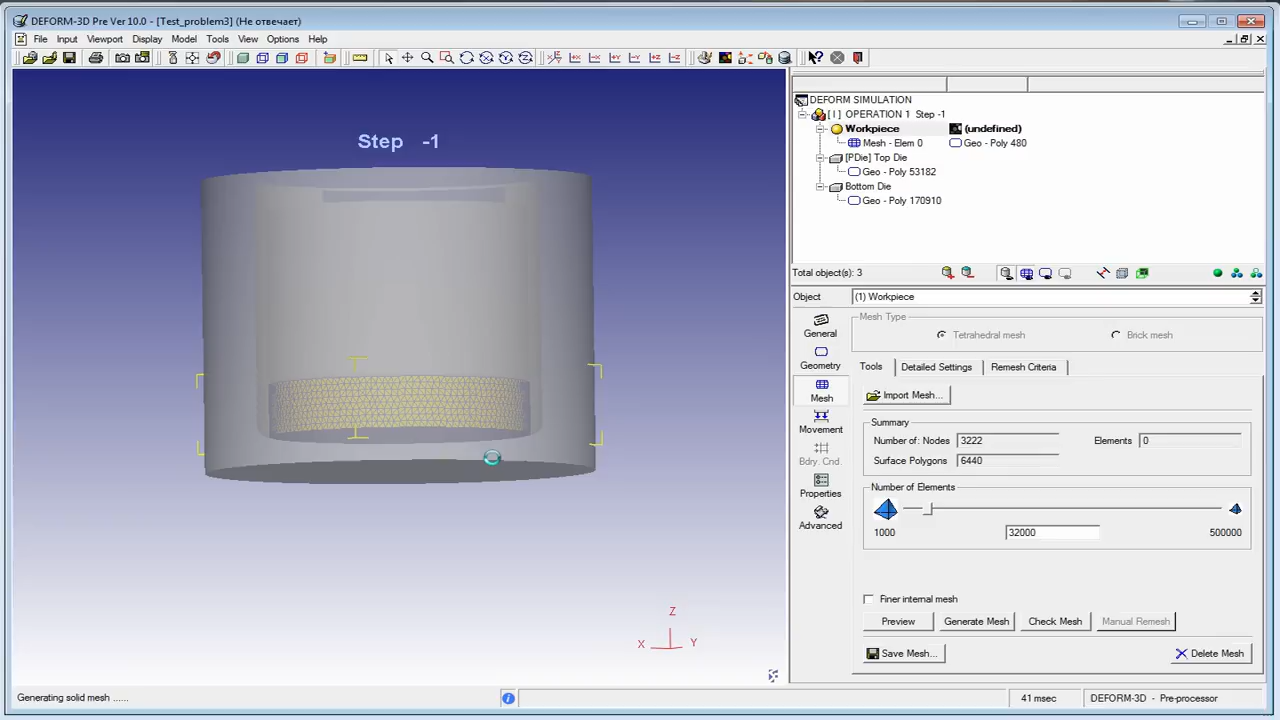 DEFORM-3D Pre Ver 10.0 - [Test_problem3] (Не отвечает)
File Input Viewport Display Model Tools View Options Help
Step -1
DEFORM SIMULATION
[ I ] OPERATION 1 Step -1
Workpiece (undefined)
Mesh - Elem 0 Geo - Poly 480
[PDie] Top Die
Geo - Poly 53182
Bottom Die
Geo - Poly 170910
Total object(s): 3
Object (1) Workpiece
General
Geometry
Mesh
Movement
Bdry. Cnd.
Properties
Advanced
Mesh Type
Tetrahedral mesh Brick mesh
Tools Detailed Settings Remesh Criteria
Import Mesh...
Summary
Number of: Nodes 3222 Elements 0
Surface Polygons 6440
Number of Elements
1000 32000 500000
Finer internal mesh
Preview Generate Mesh Check Mesh Manual Remesh
Save Mesh... Delete Mesh
X Z Y
Generating solid mesh ...... 41 msec DEFORM-3D - Pre-processor